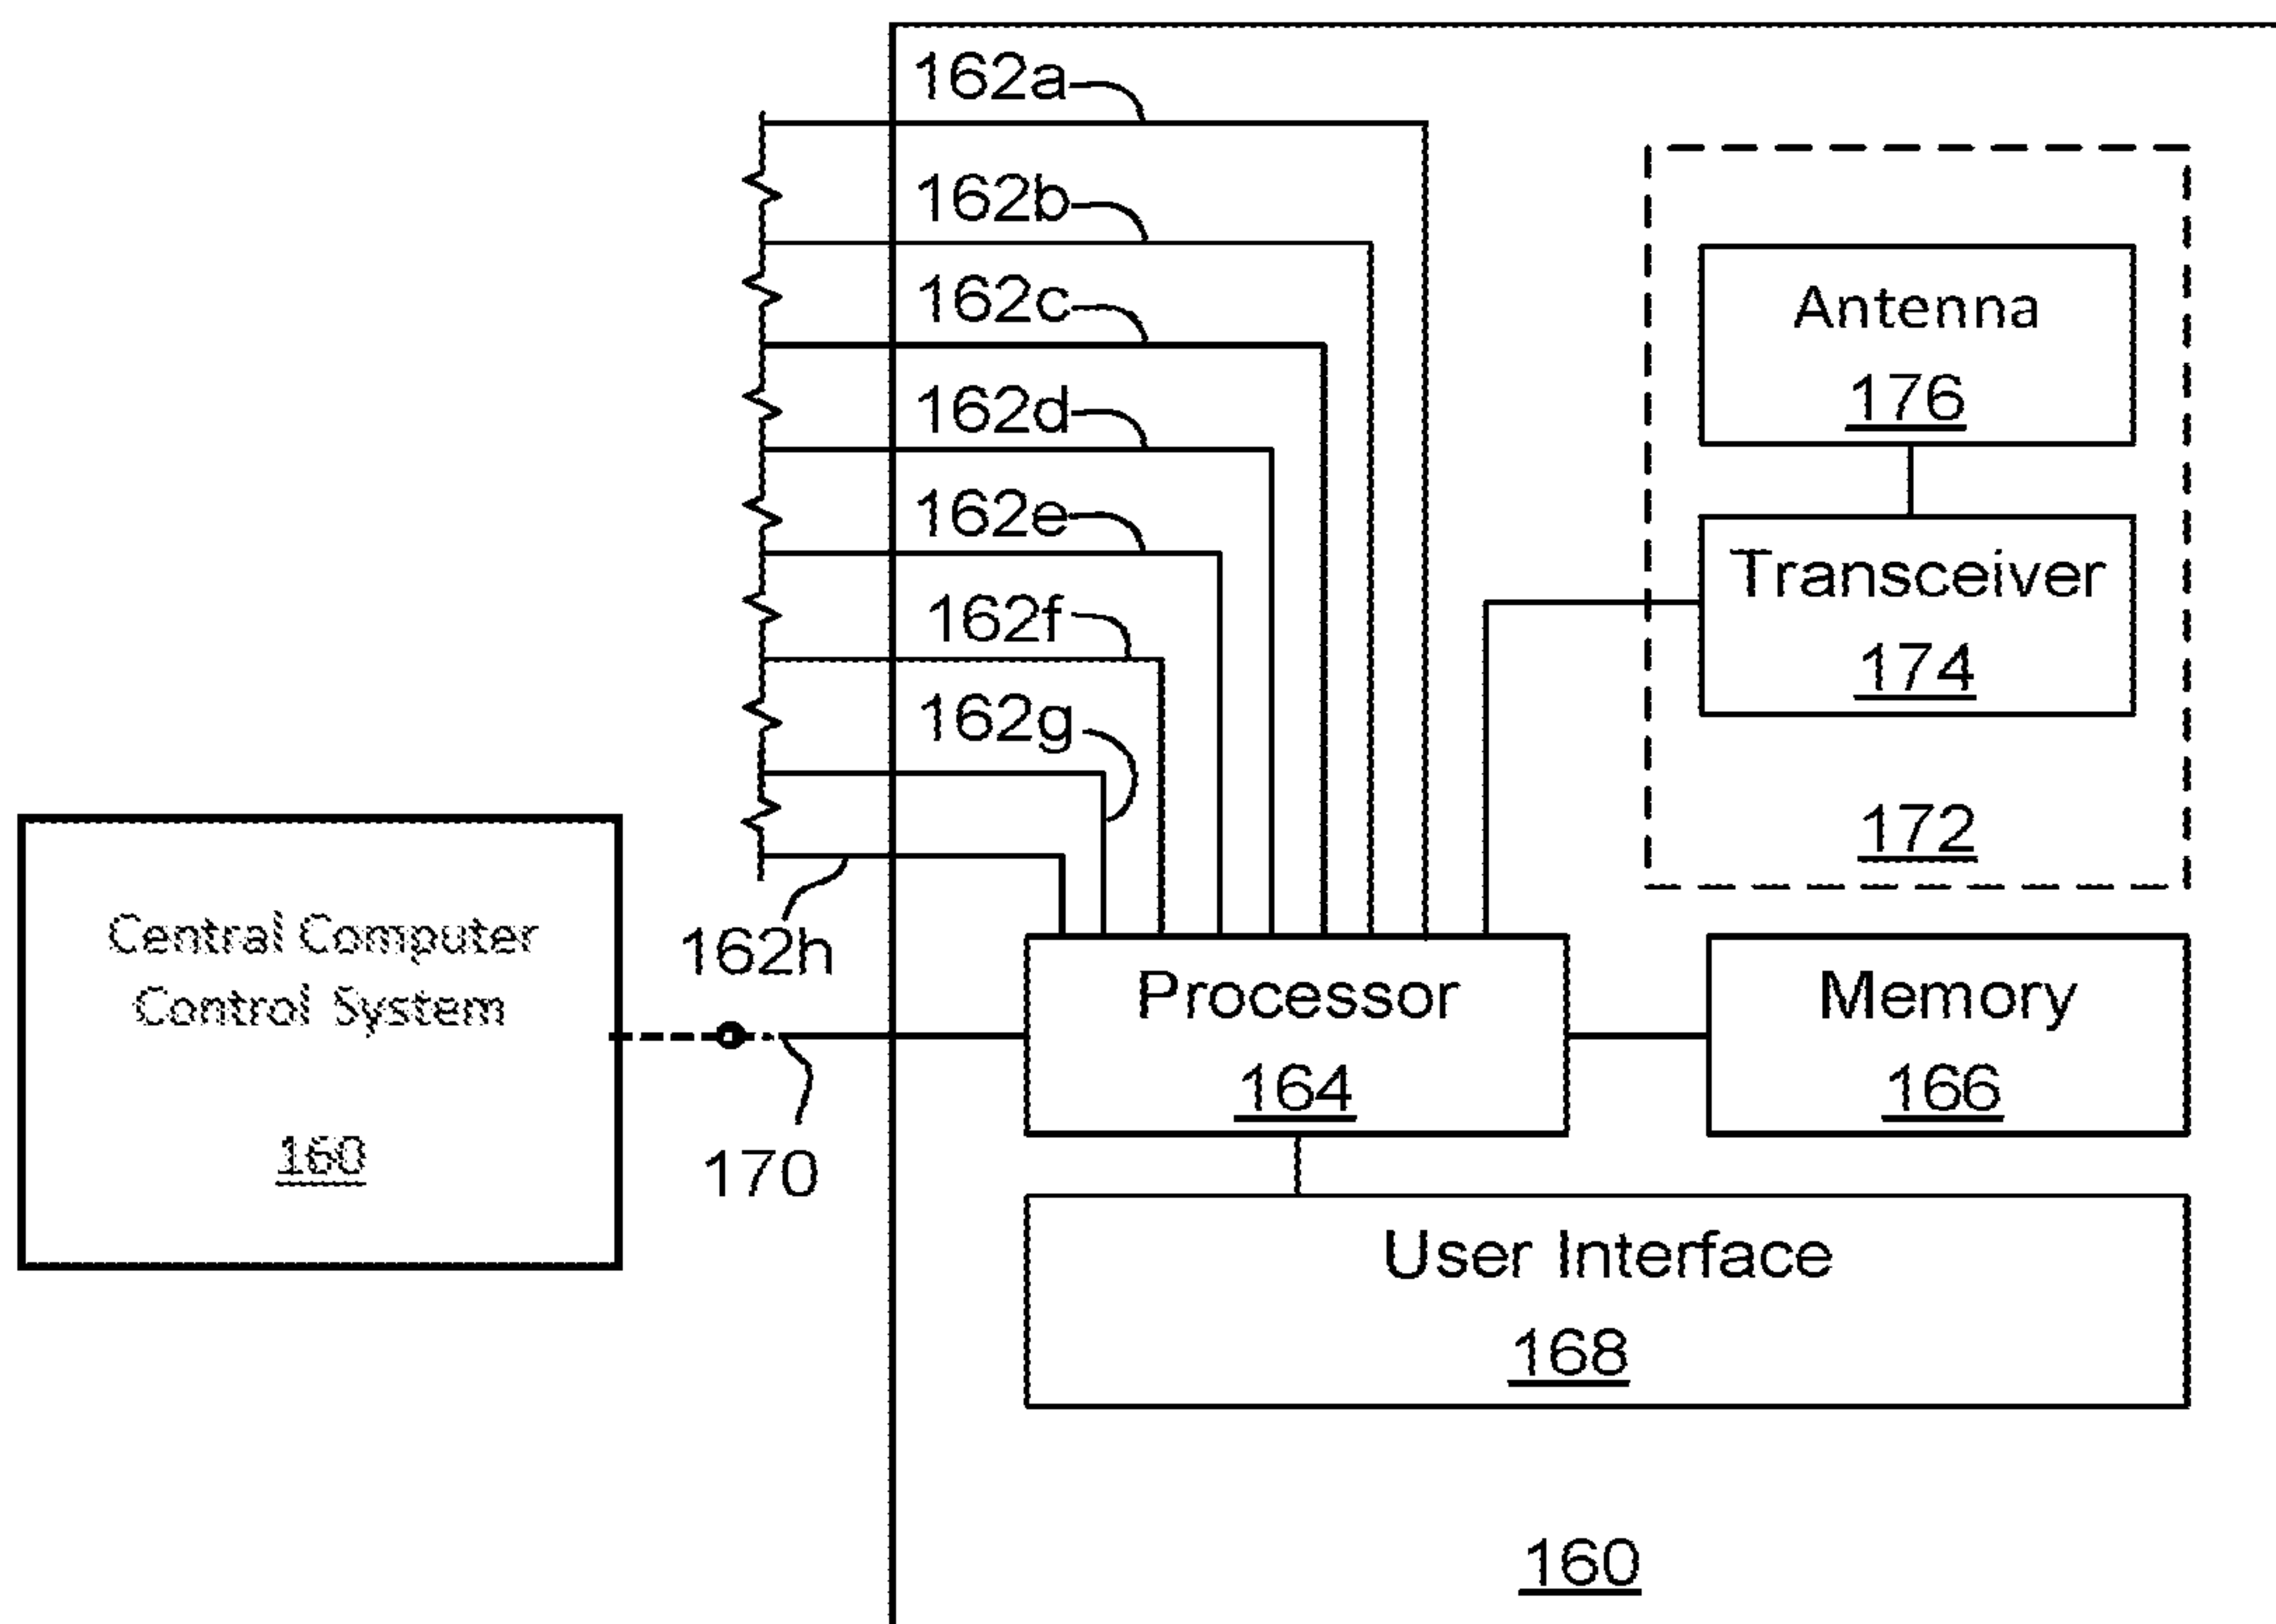 162a
162b
162c
162d
162e
162f
162g
162h
170
Antenna
176
Transceiver
174
172
Central Computer
Control System
160
Processor
164
Memory
166
User Interface
168
160